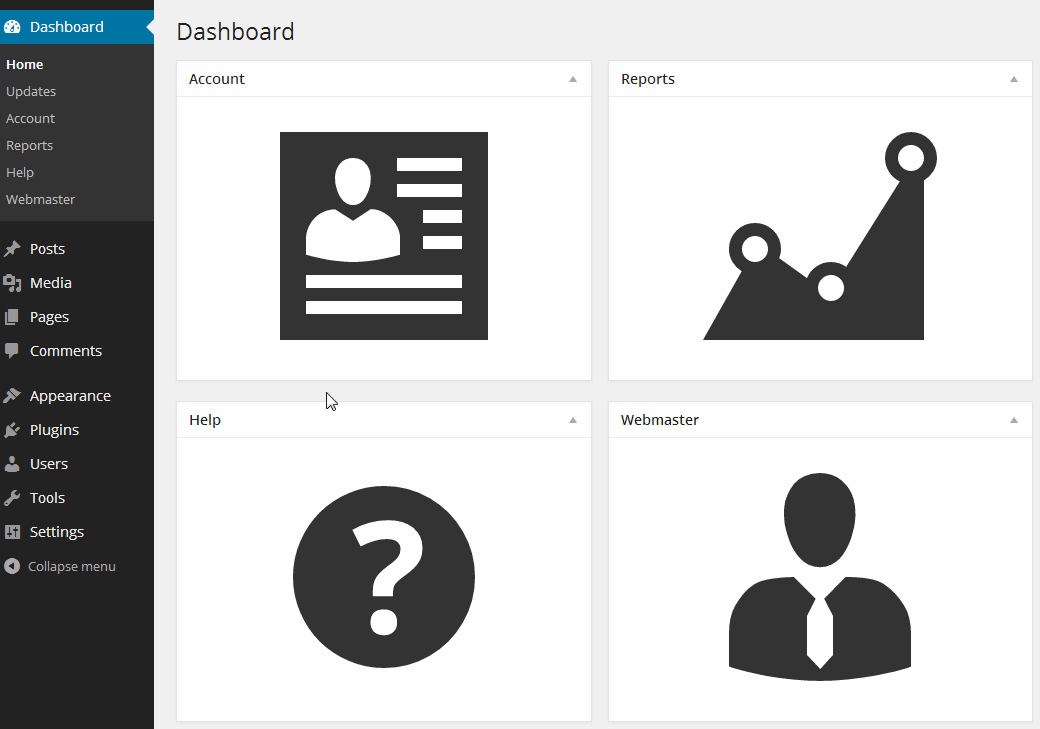 Dashboard
Home
Updates
Account
Reports
Help
Webmaster
Posts
Media
Pages
Comments
Appearance
Plugins
Users
Tools
Settings
Collapse menu
Dashboard
Account
Reports
Help
Webmaster
?